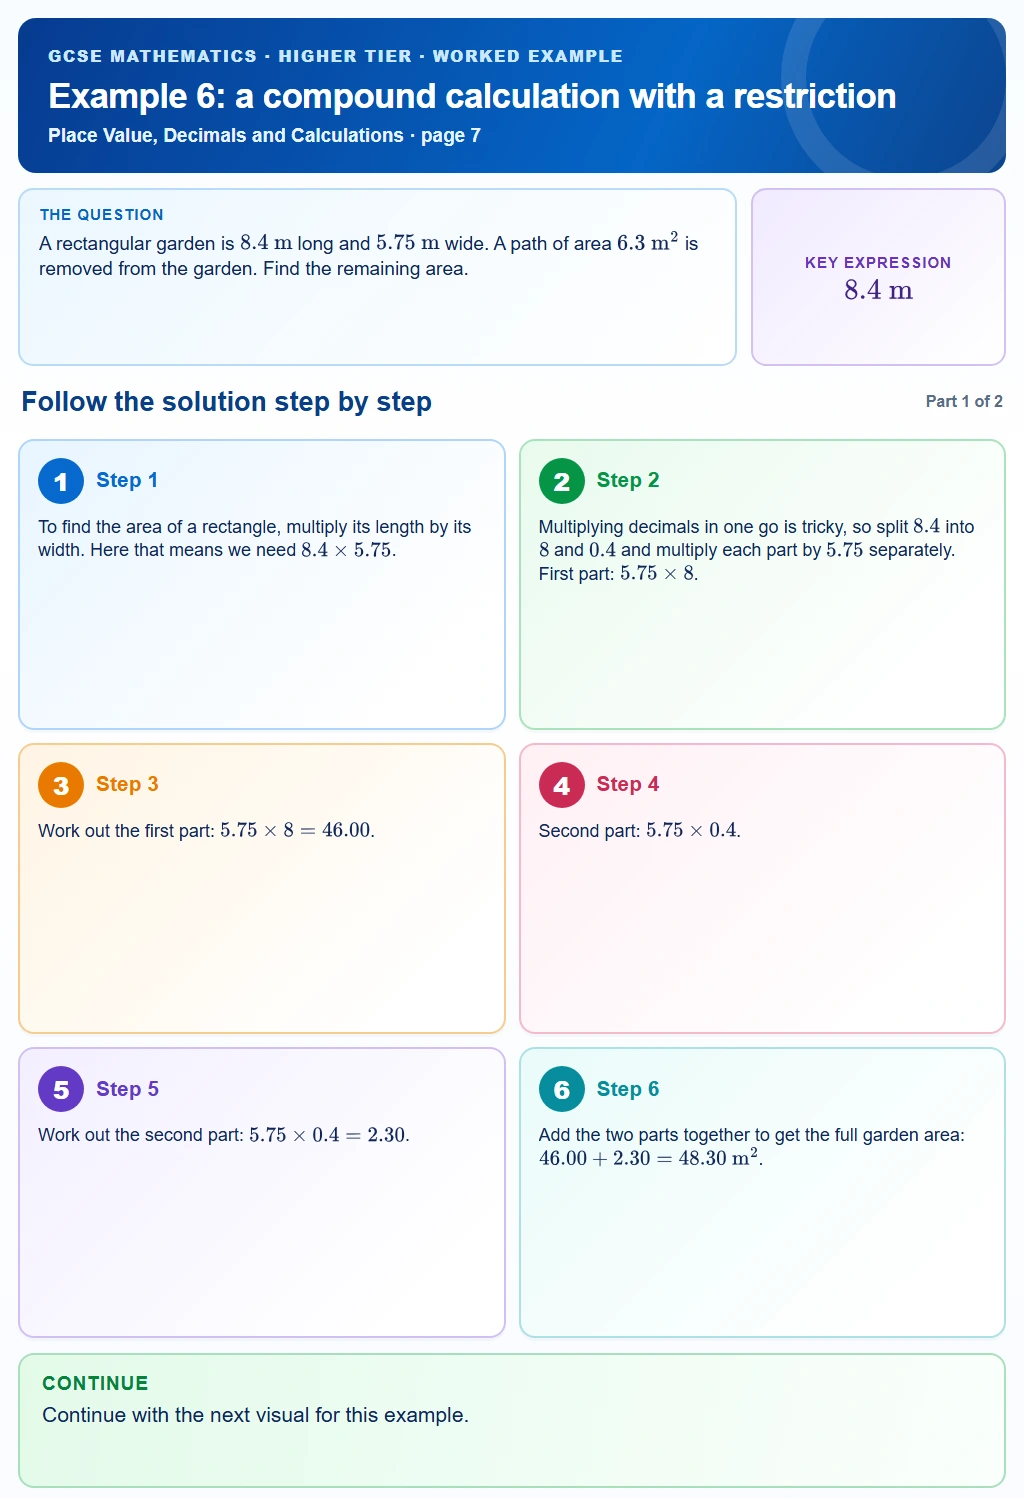 GCSE MATHEMATICS · HIGHER TIER · WORKED EXAMPLE
Example 6: a compound calculation with a restriction
Place Value, Decimals and Calculations · page 7
THE QUESTION
A rectangular garden is 8.4 m long and 5.75 m wide. A path of area 6.3 m² is
removed from the garden. Find the remaining area.
KEY EXPRESSION
8.4 m
Follow the solution step by step
Part 1 of 2
1 Step 1
To find the area of a rectangle, multiply its length by its
width. Here that means we need 8.4 × 5.75.
2 Step 2
Multiplying decimals in one go is tricky, so split 8.4 into
8 and 0.4 and multiply each part by 5.75 separately.
First part: 5.75 × 8.
3 Step 3
Work out the first part: 5.75 × 8 = 46.00.
4 Step 4
Second part: 5.75 × 0.4.
5 Step 5
Work out the second part: 5.75 × 0.4 = 2.30.
6 Step 6
Add the two parts together to get the full garden area:
46.00 + 2.30 = 48.30 m².
CONTINUE
Continue with the next visual for this example.